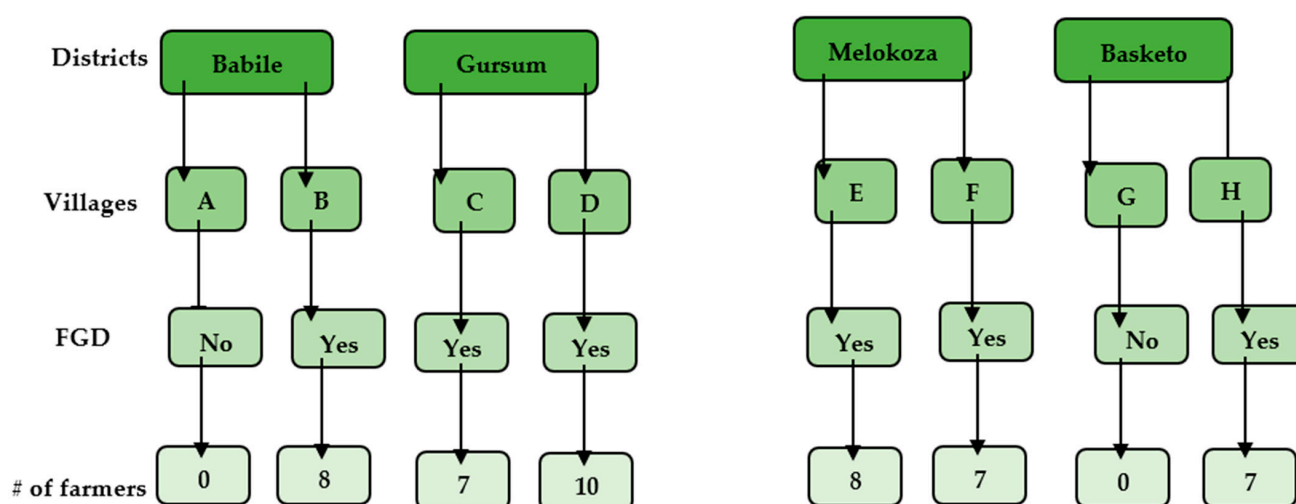 Districts Babile Gursum Melokoza Basketo
Villages A B C D E F G H
FGD No Yes Yes Yes Yes Yes No Yes
# of farmers 0 8 7 10 8 7 0 7